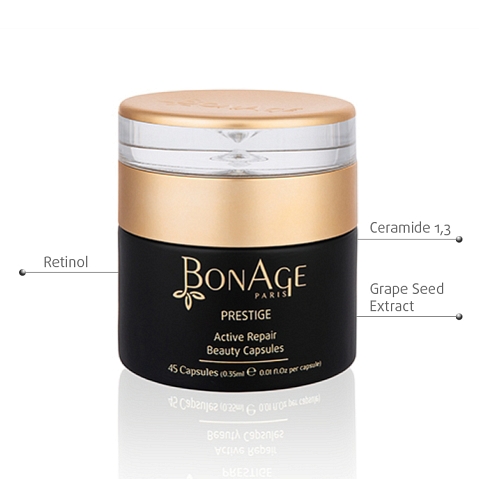 Ceramide 1,3
Retinol
Grape Seed
Extract
BONAGE
PARIS
PRESTIGE
Active Repair
Beauty Capsules
45 Capsules (0.35ml ℮ 0.01 fl.Oz per capsule)